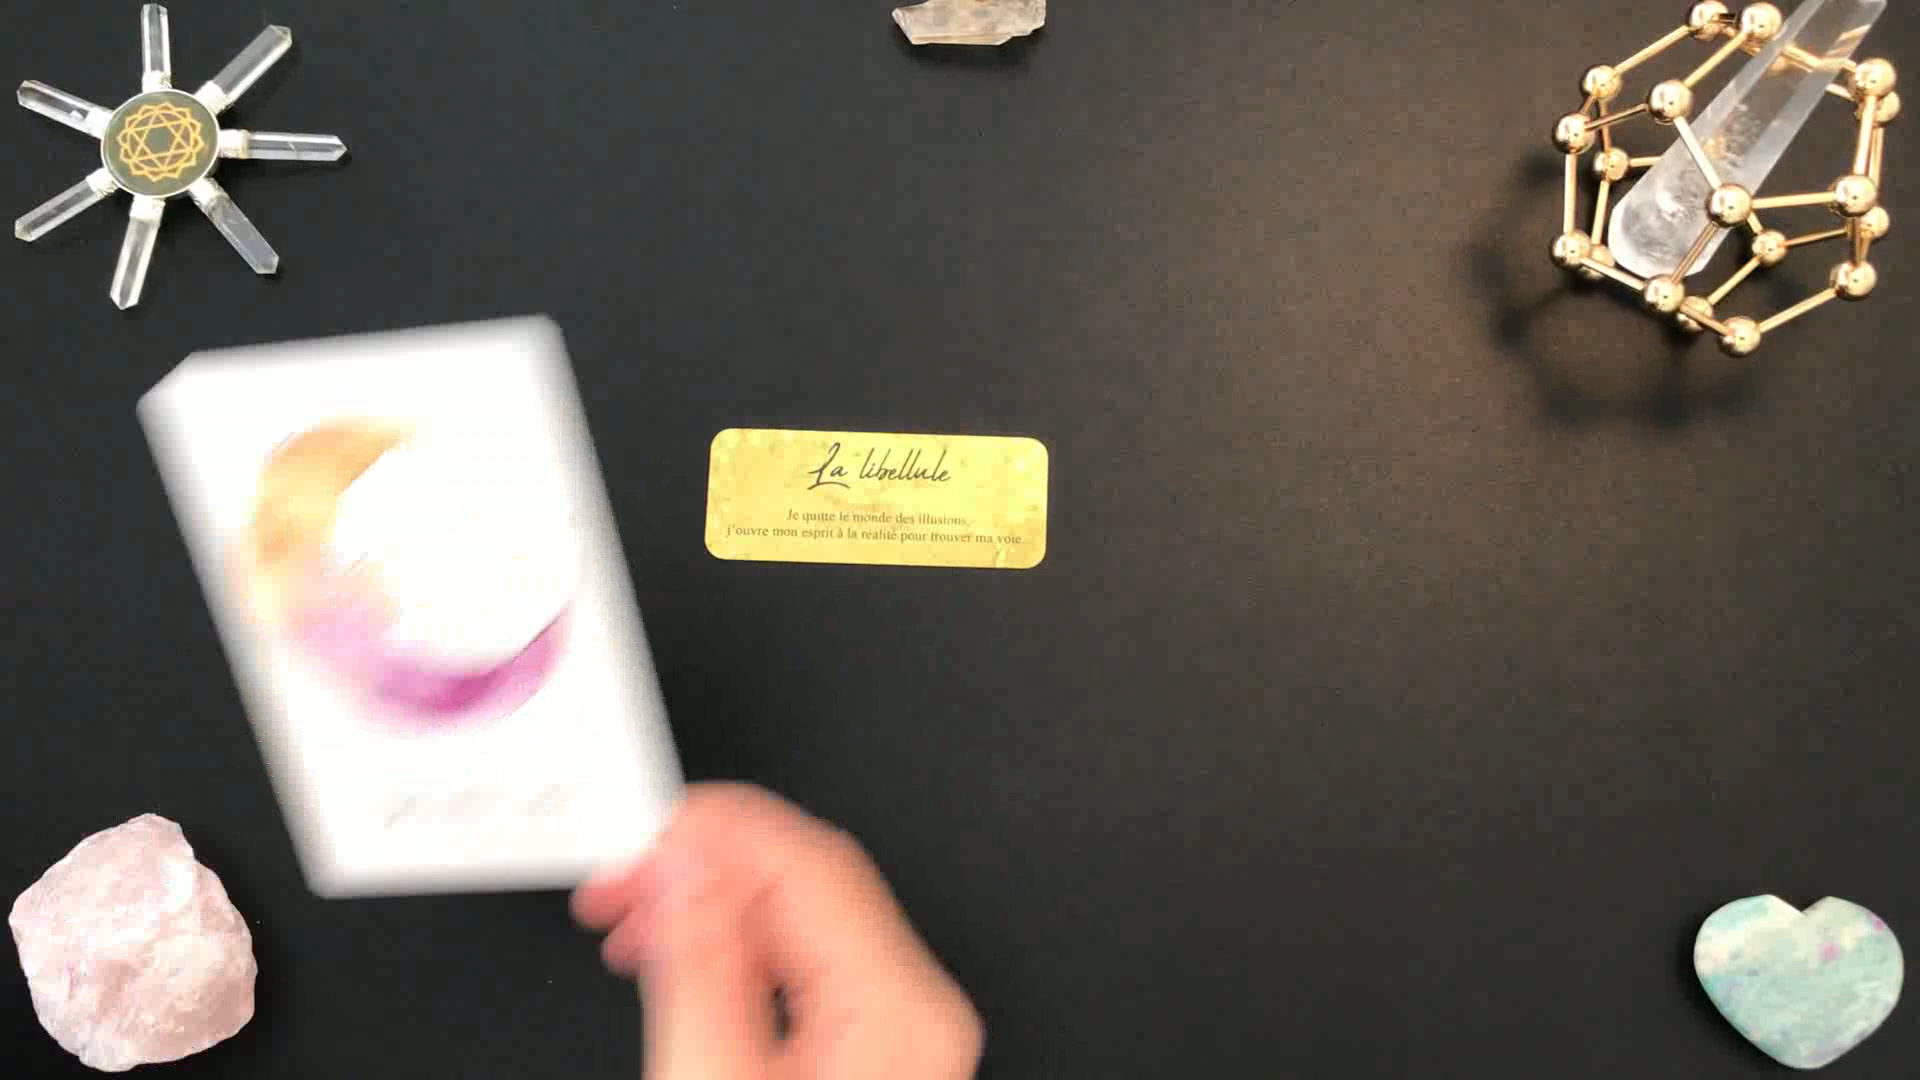 La libellule
Je quitte le monde des illusions,
j'ouvre mon esprit à la réalité pour trouver ma voie.